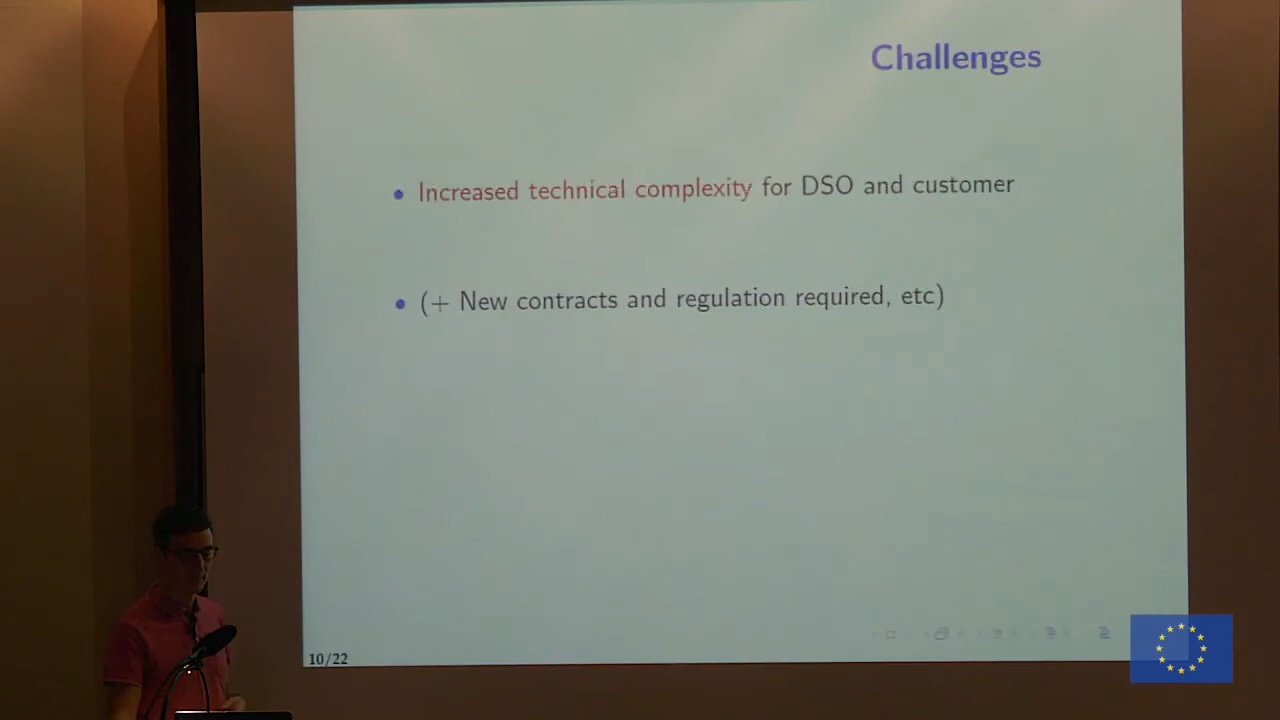 Challenges
• Increased technical complexity for DSO and customer
• (+ New contracts and regulation required, etc)
10/22